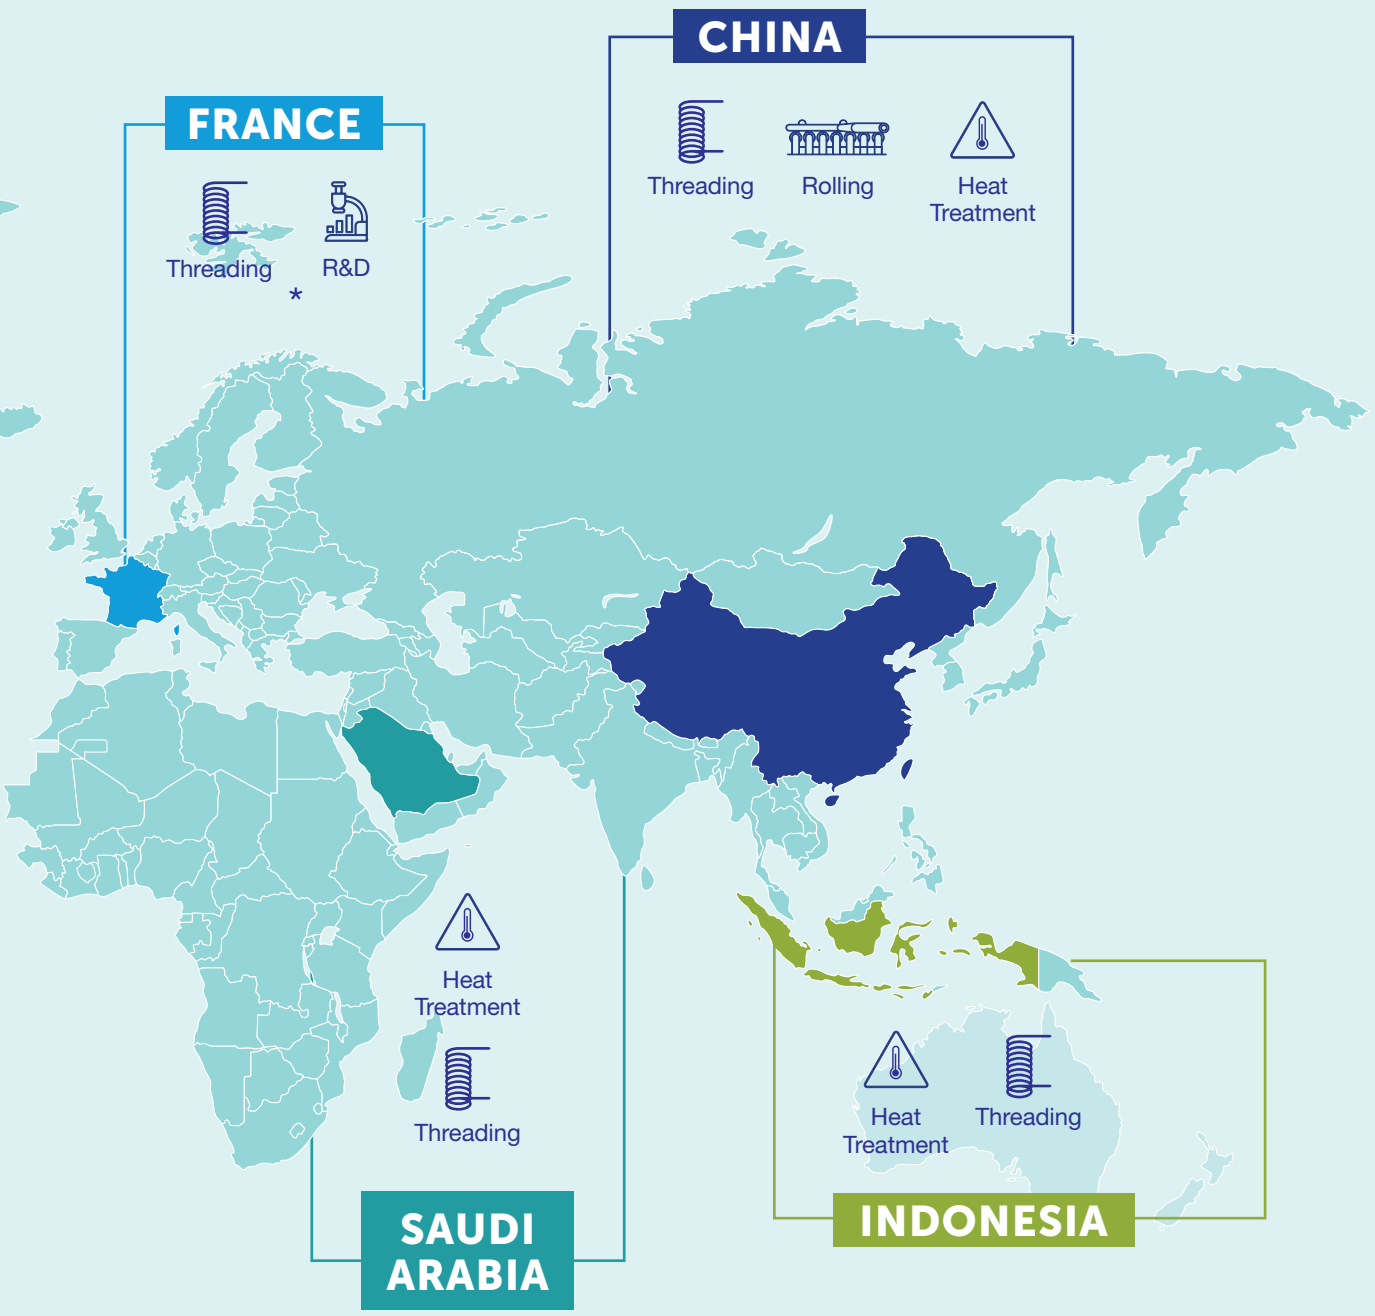 CHINA
Threading
Rolling
Heat
Treatment
FRANCE
Threading
R&D
*
Heat
Treatment
Threading
SAUDI
ARABIA
Heat
Treatment
Threading
INDONESIA